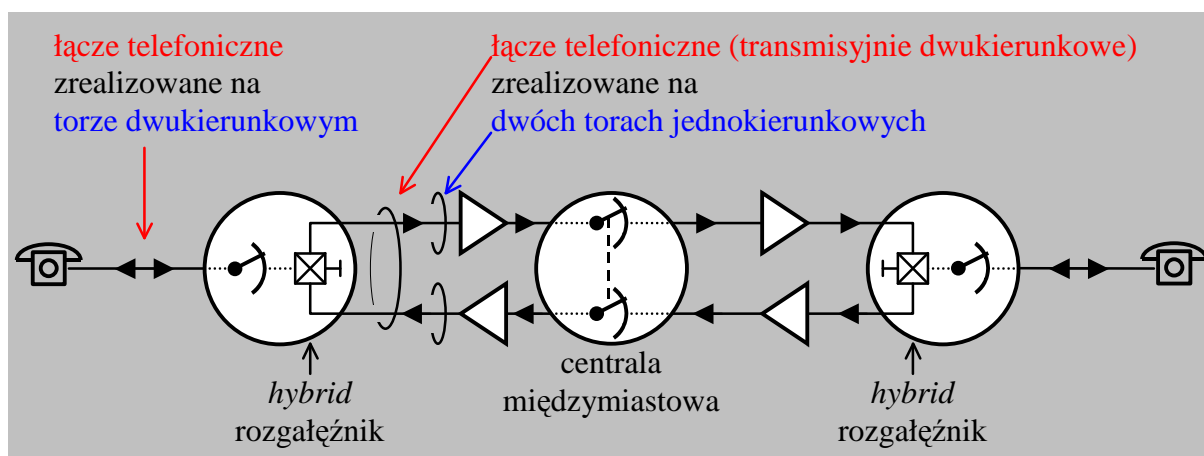 łącze telefoniczne
zrealizowane na
torze dwukierunkowym
łącze telefoniczne (transmisyjnie dwukierunkowe)
zrealizowane na
dwóch torach jednokierunkowych
hybrid
rozgałęźnik
centrala
międzymiastowa
hybrid
rozgałęźnik